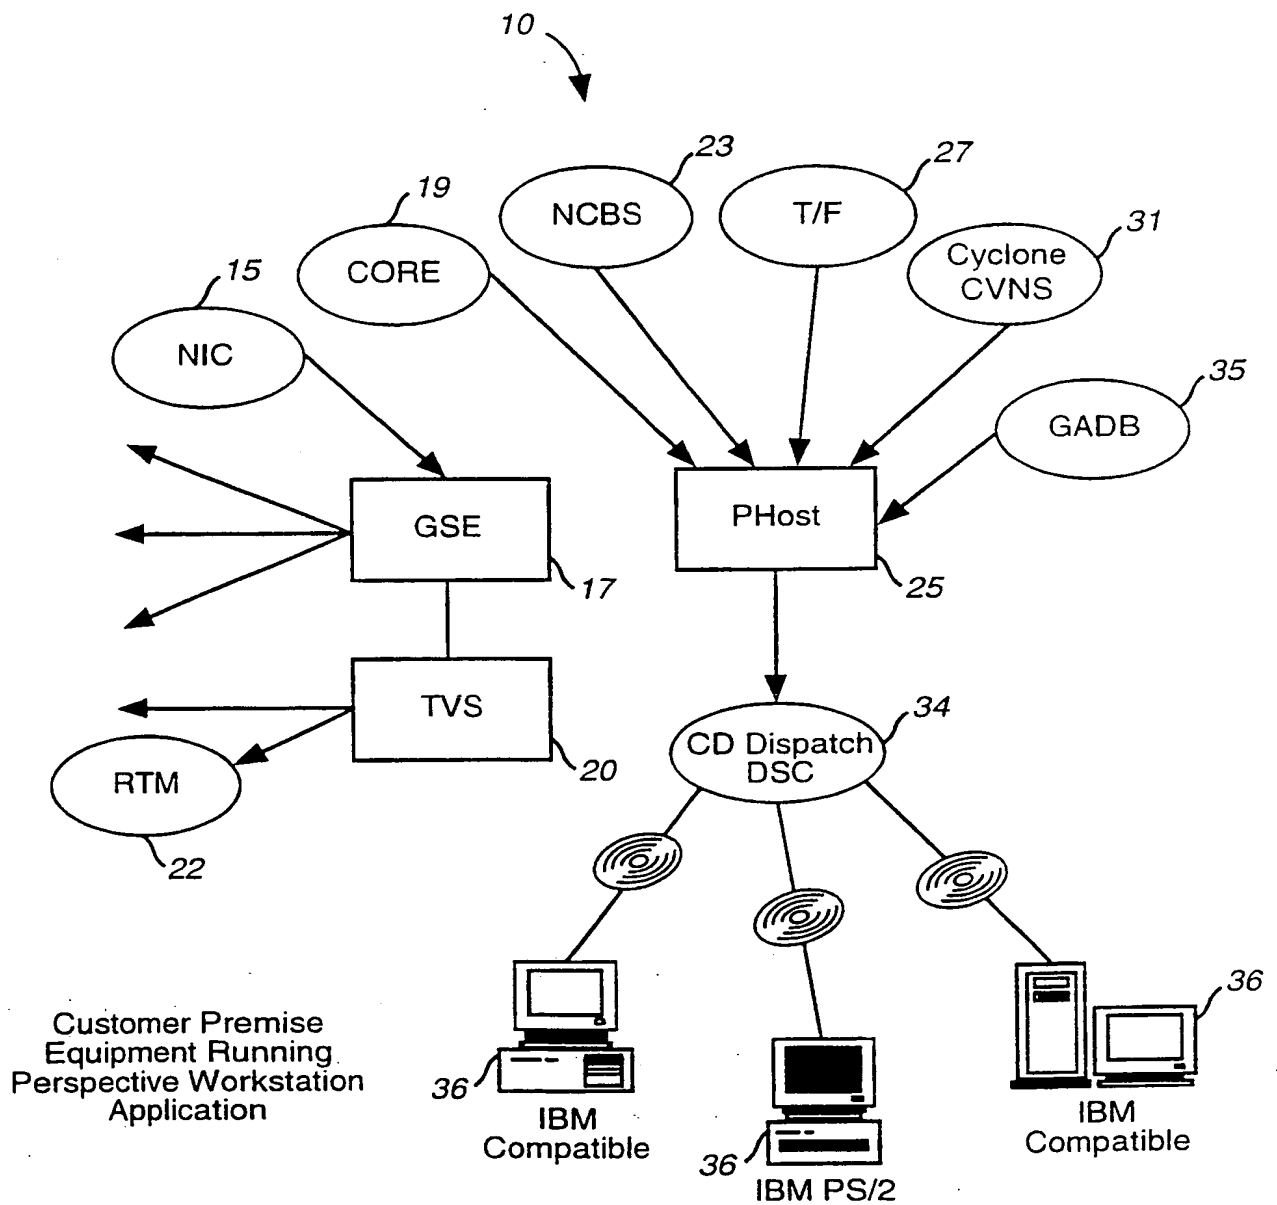 10
23
27
19
NCBS
T/F
31
15
CORE
Cyclone
CVNS
NIC
35
GADB
GSE
PHost
17
25
TVS
34
CD Dispatch
DSC
20
RTM
22
36
Customer Premise
Equipment Running
Perspective Workstation
Application
36
IBM
Compatible
36
IBM PS/2
IBM
Compatible